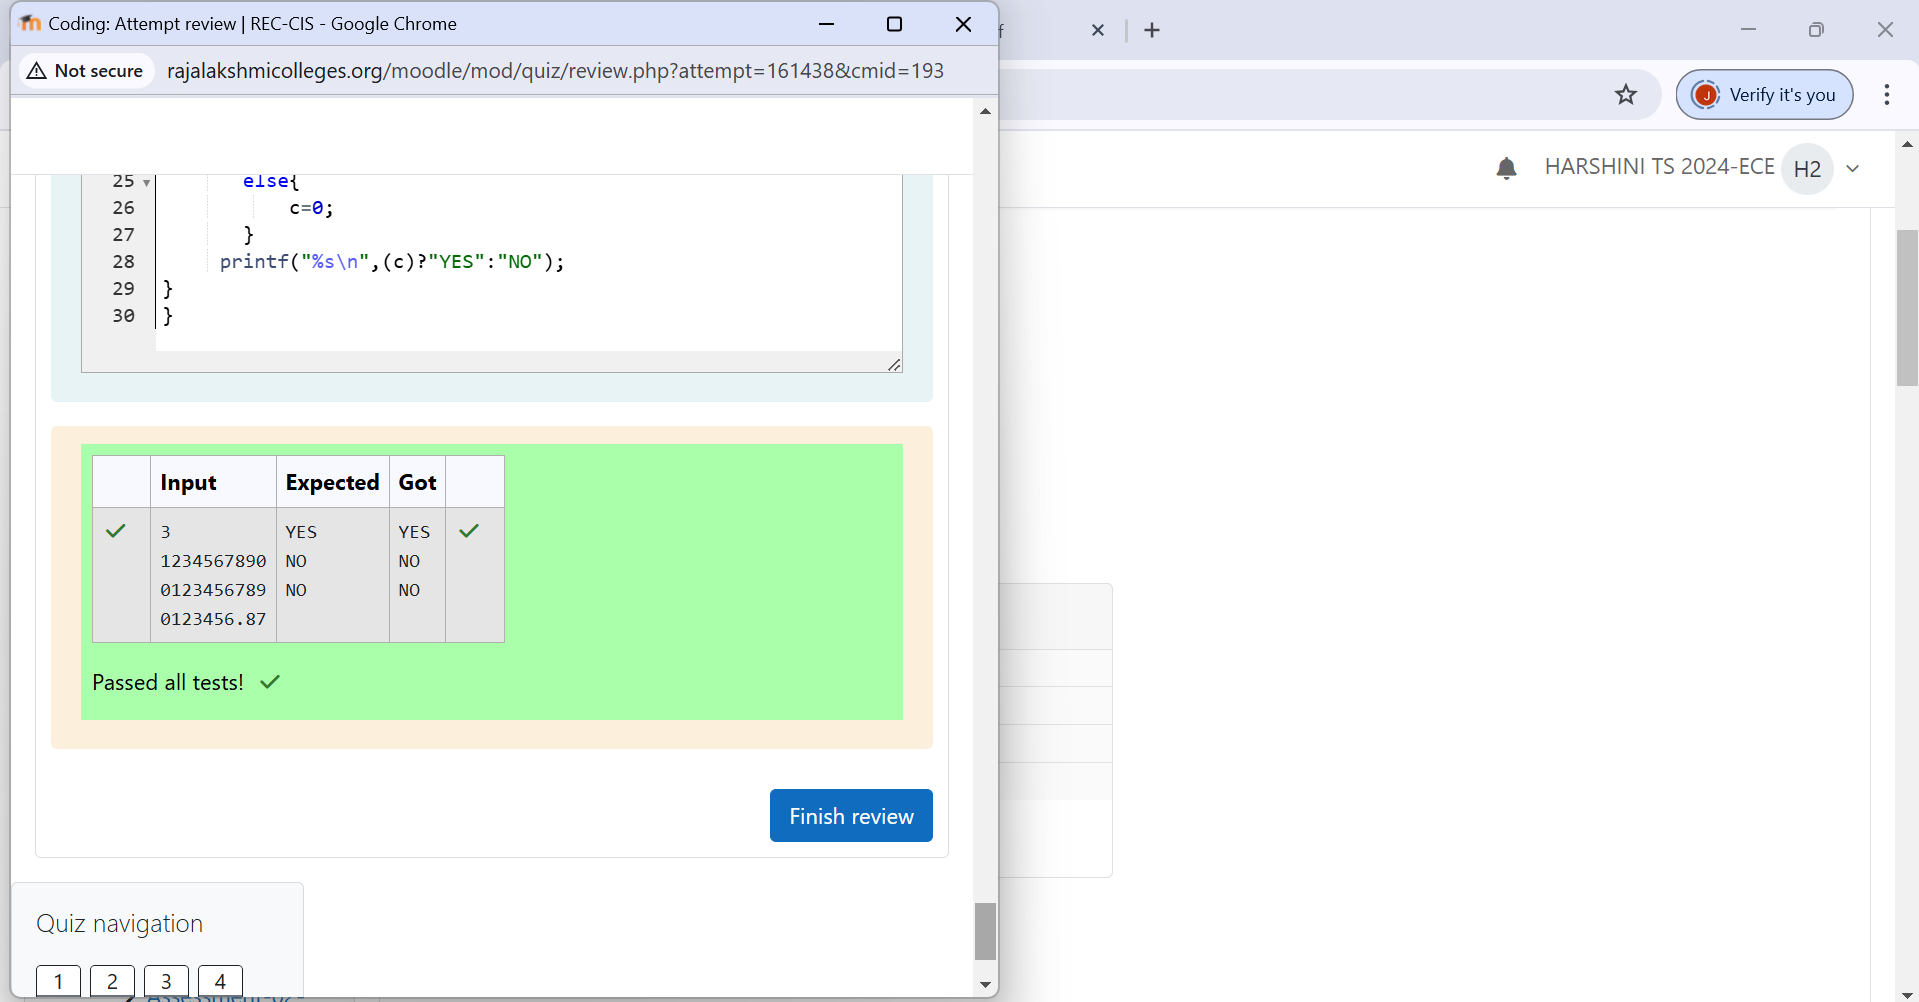 Coding: Attempt review | REC-CIS - Google Chrome
Not secure
rajalakshmicolleges.org/moodle/mod/quiz/review.php?attempt=161438&cmid=193
Verify it's you
J
HARSHINI TS 2024-ECE
H2
25 else{
26 c=0;
27 }
28 printf("%s\n",(c)?"YES":"NO");
29 }
30 }
Input Expected Got
3 YES YES
1234567890 NO NO
0123456789 NO NO
0123456.87
Passed all tests!
Finish review
Quiz navigation
1 2 3 4